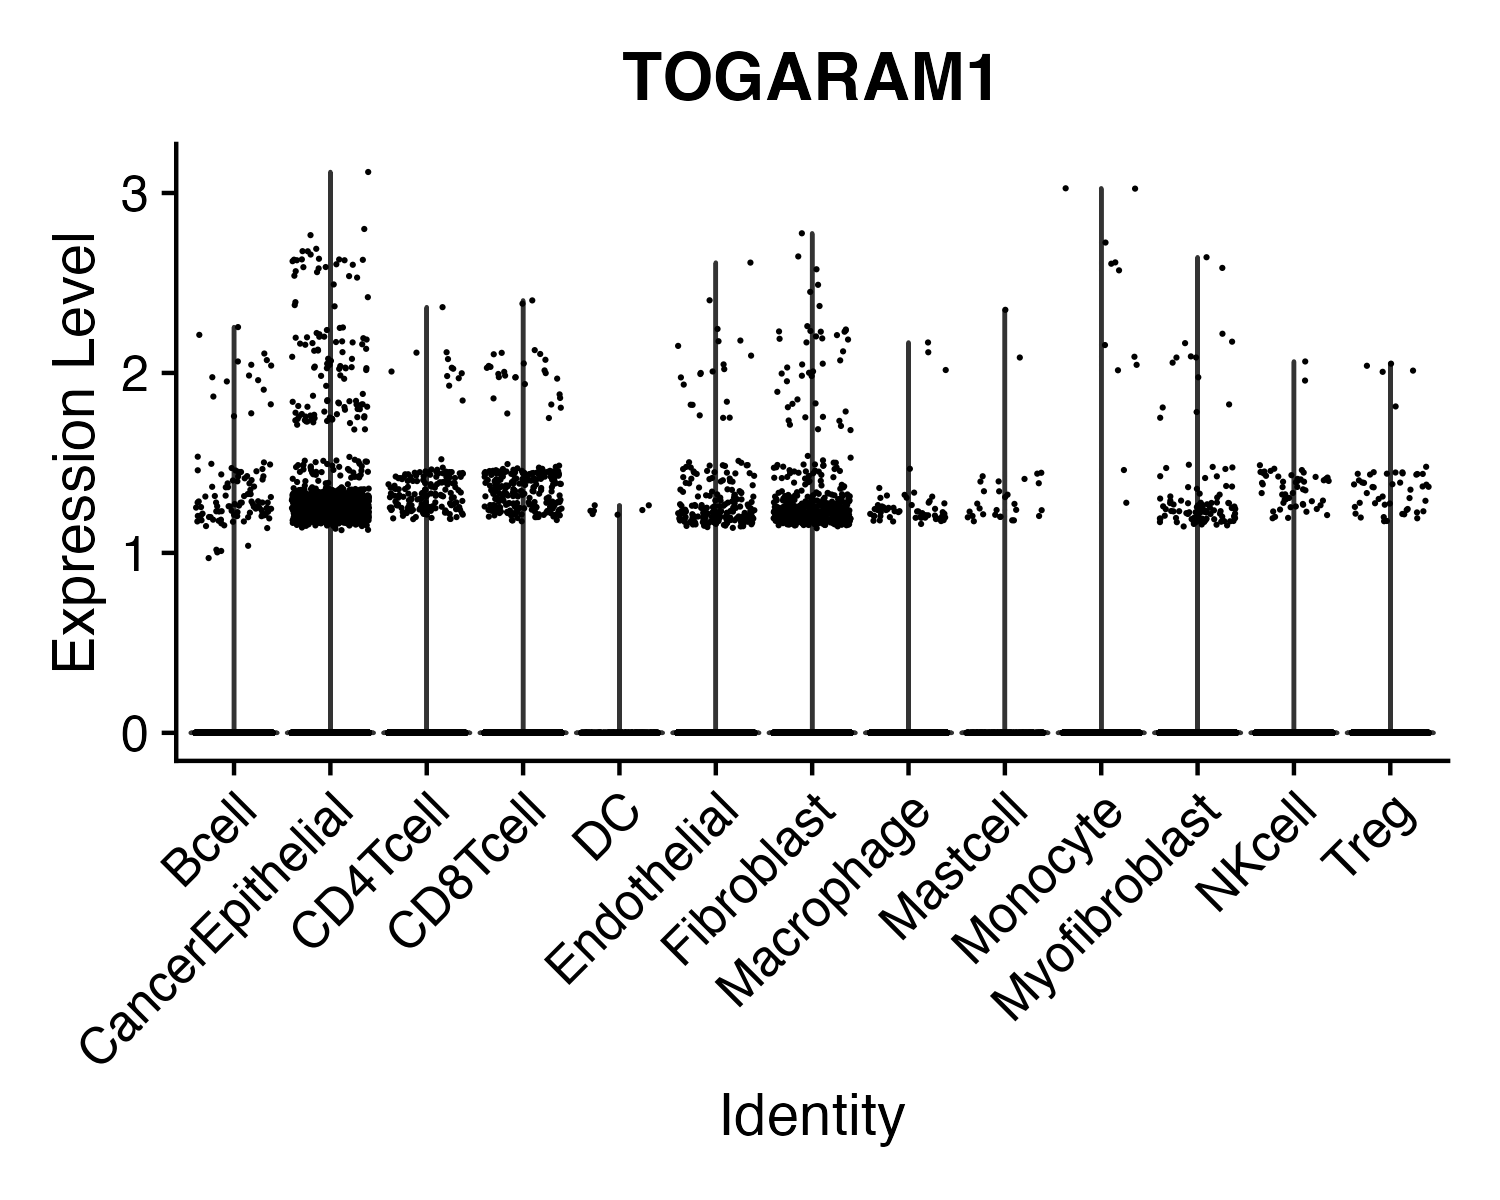 TOGARAM1
Expression Level
3
2
1
0
Bcell
CancerEpithelial
CD4Tcell
CD8Tcell
DC
Endothelial
Fibroblast
Macrophage
Mastcell
Monocyte
Myofibroblast
NKcell
Treg
Identity